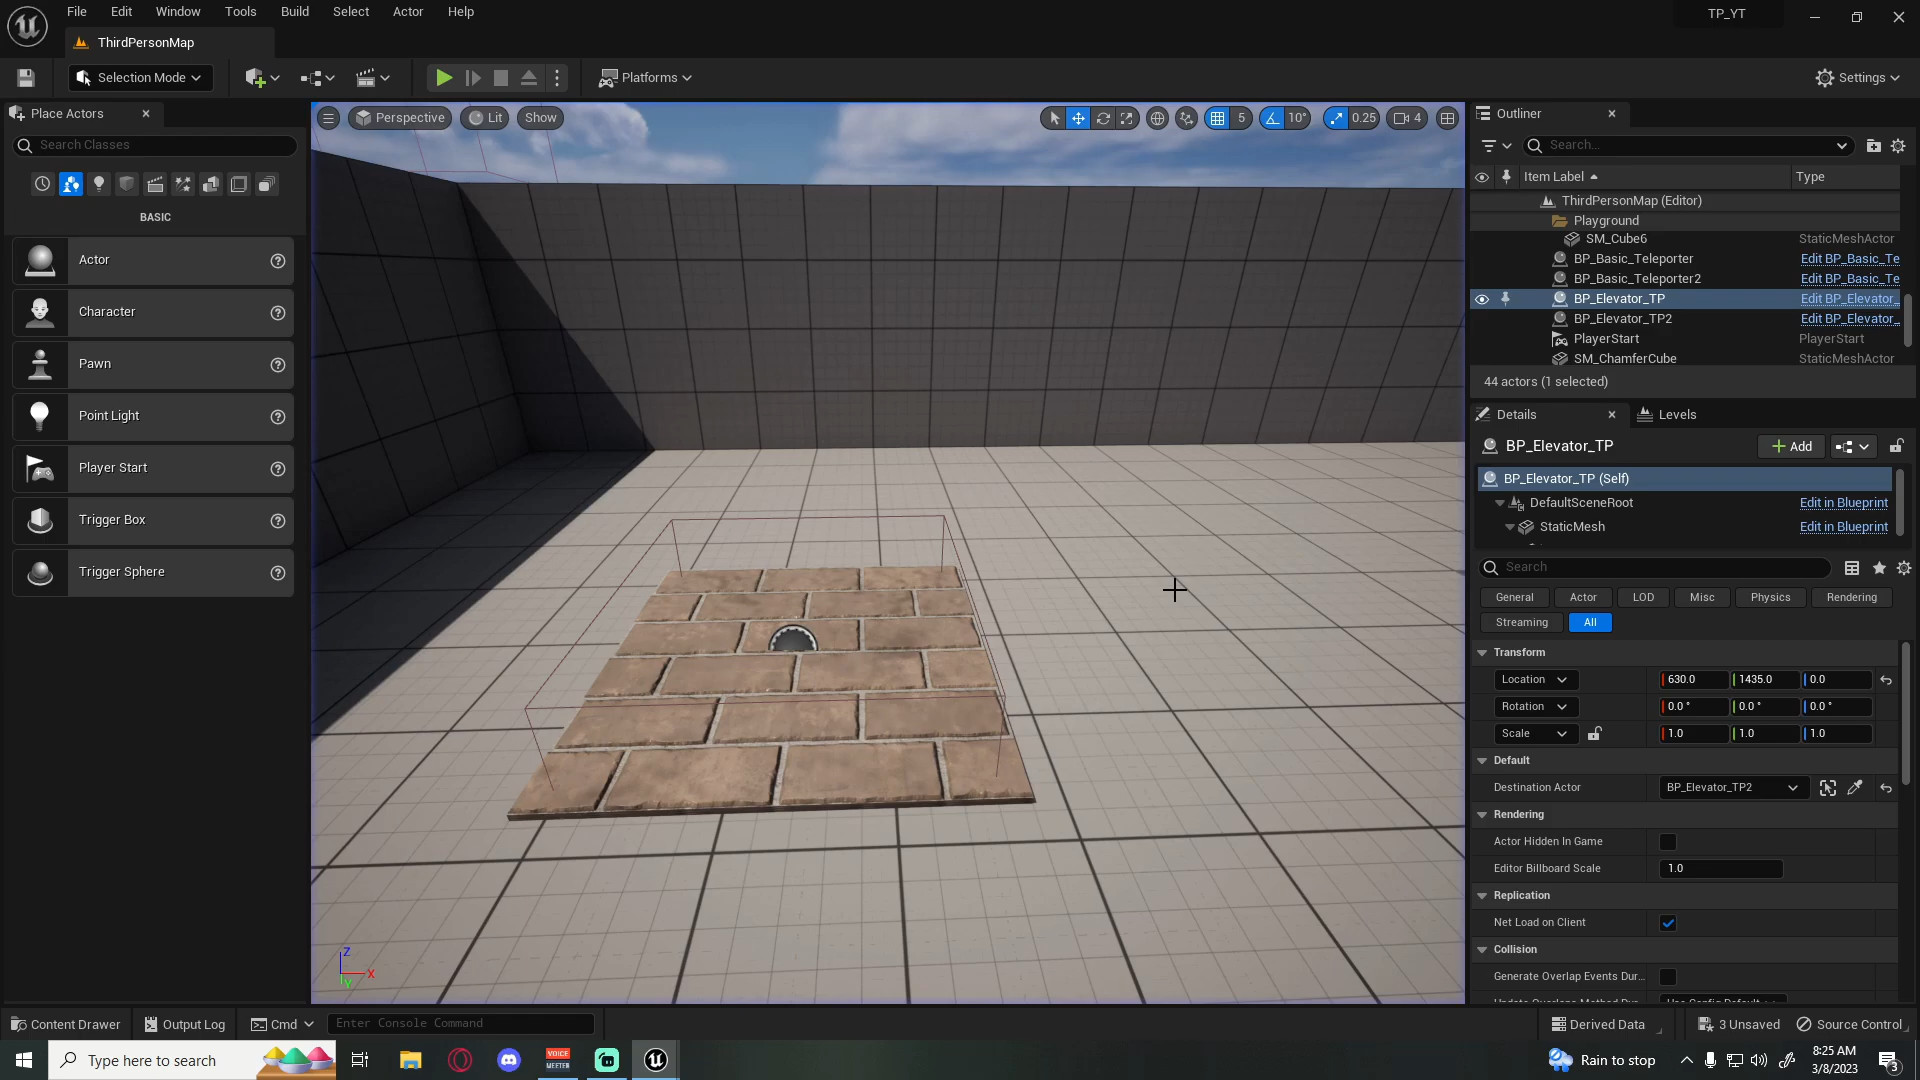 File Edit Window Tools Build Select Actor Help
TP_YT
ThirdPersonMap
Selection Mode
Platforms
Settings
Place Actors
Search Classes
BASIC
Actor
Character
Pawn
Point Light
Player Start
Trigger Box
Trigger Sphere
Perspective Lit Show
5 10° 0.25 4
Z
X
Y
Outliner
Search...
Item Label Type
ThirdPersonMap (Editor)
Playground
SM_Cube6 StaticMeshActor
BP_Basic_Teleporter Edit BP_Basic_Te
BP_Basic_Teleporter2 Edit BP_Basic_Te
BP_Elevator_TP Edit BP_Elevator_
BP_Elevator_TP2 Edit BP_Elevator_
PlayerStart PlayerStart
SM_ChamferCube StaticMeshActor
44 actors (1 selected)
Details Levels
BP_Elevator_TP Add
BP_Elevator_TP (Self)
DefaultSceneRoot Edit in Blueprint
StaticMesh Edit in Blueprint
Search
General Actor LOD Misc Physics Rendering
Streaming All
Transform
Location 630.0 1435.0 0.0
Rotation 0.0 ° 0.0 ° 0.0 °
Scale 1.0 1.0 1.0
Default
Destination Actor BP_Elevator_TP2
Rendering
Actor Hidden In Game
Editor Billboard Scale 1.0
Replication
Net Load on Client
Collision
Generate Overlap Events Dur...
Content Drawer Output Log Cmd Enter Console Command
Derived Data 3 Unsaved Source Control
Type here to search
VOICE
MEETER
Rain to stop
8:25 AM
3/8/2023
3